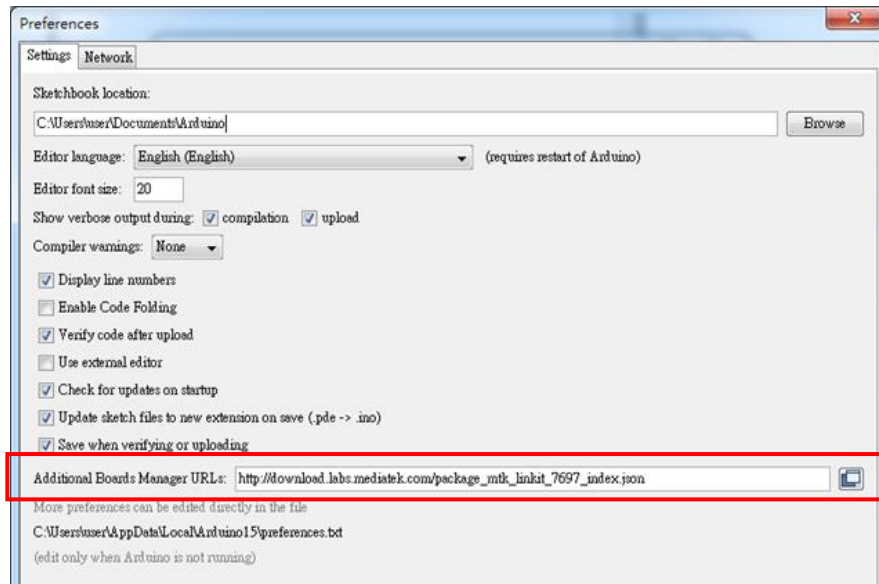 Preferences
Settings Network
Sketchbook location:
C:\Users\user\Documents\Arduino Browse
Editor language: English (English) (requires restart of Arduino)
Editor font size: 20
Show verbose output during: compilation upload
Compiler warnings: None
Display line numbers
Enable Code Folding
Verify code after upload
Use external editor
Check for updates on startup
Update sketch files to new extension on save (.pde -> .ino)
Save when verifying or uploading
Additional Boards Manager URLs: http://download.labs.mediatek.com/package_mtk_linkit_7697_index.json
More preferences can be edited directly in the file
C:\Users\user\AppData\Local\Arduino15\preferences.txt
(edit only when Arduino is not running)